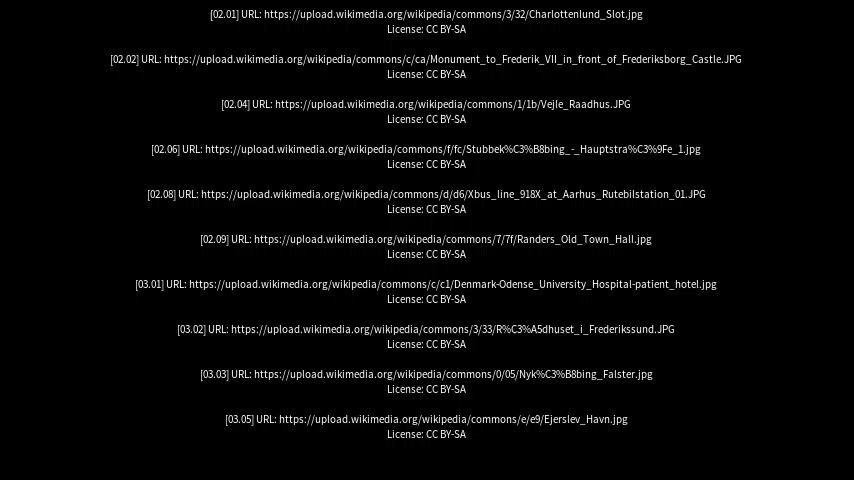 [02.01] URL: https://upload.wikimedia.org/wikipedia/commons/3/32/Charlottenlund_Slot.jpg
License: CC BY-SA
[02.02] URL: https://upload.wikimedia.org/wikipedia/commons/c/ca/Monument_to_Frederik_VII_in_front_of_Frederiksborg_Castle.JPG
License: CC BY-SA
[02.04] URL: https://upload.wikimedia.org/wikipedia/commons/1/1b/Vejle_Raadhus.JPG
License: CC BY-SA
[02.06] URL: https://upload.wikimedia.org/wikipedia/commons/f/fc/Stubbek%C3%B8bing_-_Hauptstra%C3%9Fe_1.jpg
License: CC BY-SA
[02.08] URL: https://upload.wikimedia.org/wikipedia/commons/d/d6/Xbus_line_918X_at_Aarhus_Rutebilstation_01.JPG
License: CC BY-SA
[02.09] URL: https://upload.wikimedia.org/wikipedia/commons/7/7f/Randers_Old_Town_Hall.jpg
License: CC BY-SA
[03.01] URL: https://upload.wikimedia.org/wikipedia/commons/c/c1/Denmark-Odense_University_Hospital-patient_hotel.jpg
License: CC BY-SA
[03.02] URL: https://upload.wikimedia.org/wikipedia/commons/3/33/R%C3%A5dhuset_i_Frederikssund.JPG
License: CC BY-SA
[03.03] URL: https://upload.wikimedia.org/wikipedia/commons/0/05/Nyk%C3%B8bing_Falster.jpg
License: CC BY-SA
[03.05] URL: https://upload.wikimedia.org/wikipedia/commons/e/e9/Ejerslev_Havn.jpg
License: CC BY-SA